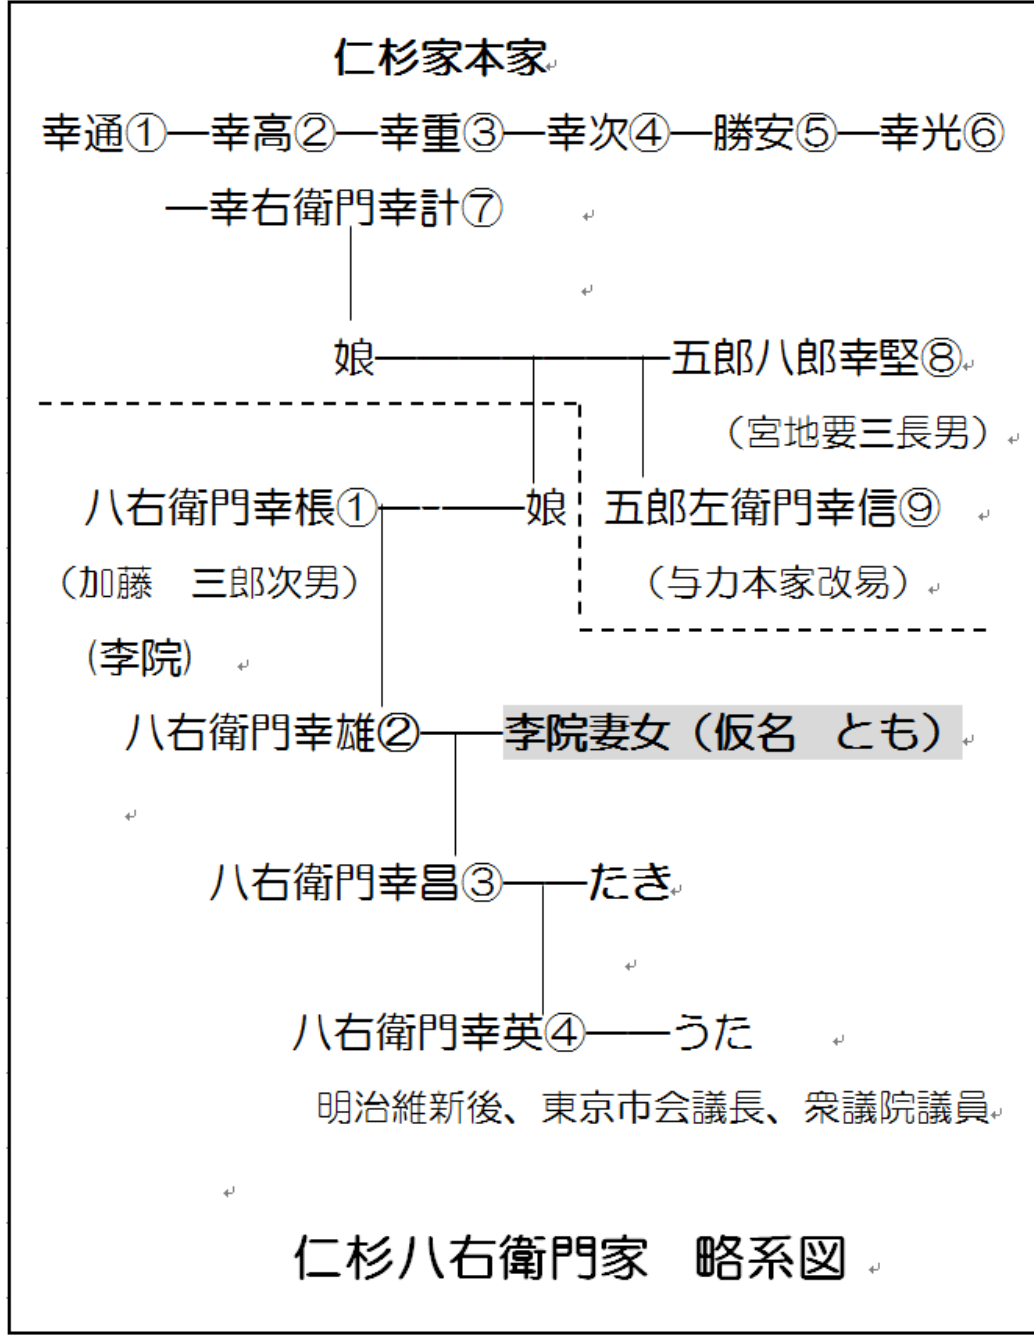 仁杉家本家
幸通①―幸高②―幸重③―幸次④―勝安⑤―幸光⑥
―幸右衛門幸計⑦
娘――――――――五郎八郎幸堅⑧
(宮地要三長男)
八右衛門幸棖①――――娘 五郎左衛門幸信⑨
(加藤 三郎次男) (与力本家改易)
(李院)
八右衛門幸雄②――李院妻女(仮名 とも)
八右衛門幸昌③――たき
八右衛門幸英④――うた
明治維新後、東京市会議長、衆議院議員
仁杉八右衛門家 略系図